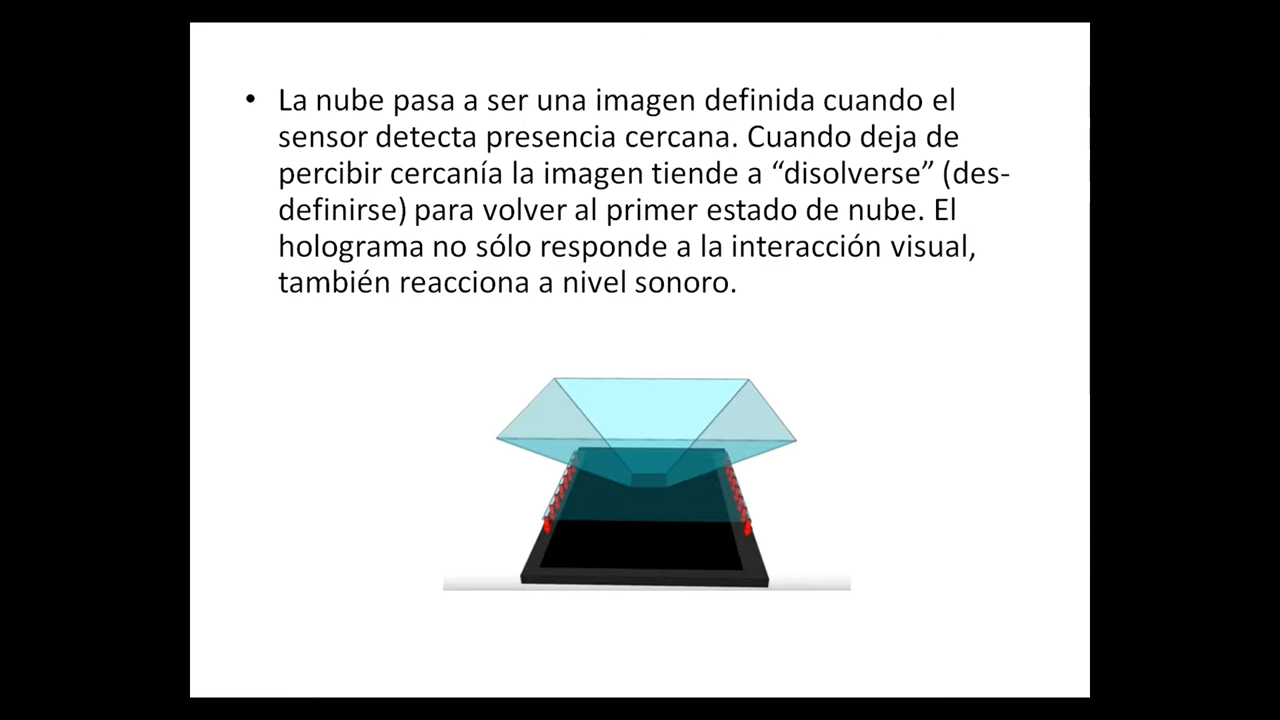 • La nube pasa a ser una imagen definida cuando el
sensor detecta presencia cercana. Cuando deja de
percibir cercanía la imagen tiende a “disolverse” (des-
definirse) para volver al primer estado de nube. El
holograma no sólo responde a la interacción visual,
también reacciona a nivel sonoro.